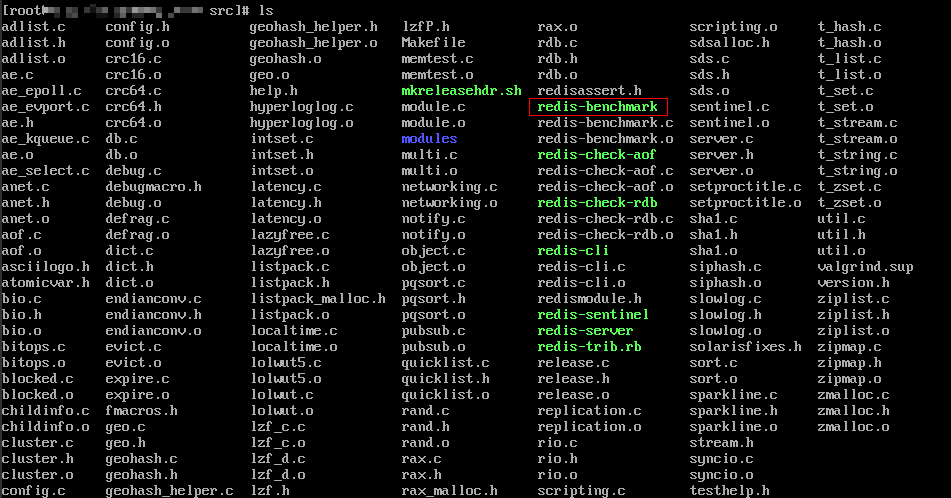 [root@ src]# ls
adlist.c config.h geohash_helper.h lzfP.h rax.o scripting.o t_hash.c
adlist.h config.o geohash_helper.o Makefile rdb.c sdsalloc.h t_hash.o
adlist.o crc16.c geohash.o memtest.c rdb.h sds.c t_list.c
ae.c crc16.o geo.o memtest.o rdb.o sds.h t_list.o
ae_epoll.c crc64.c help.h mkreleasehdr.sh redisassert.h sds.o t_set.c
ae_evport.c crc64.h hyperloglog.c module.c redis-benchmark sentinel.c t_set.o
ae.h crc64.o hyperloglog.o module.o redis-benchmark.c sentinel.o t_stream.c
ae_kqueue.c db.c intset.c modules redis-benchmark.o server.c t_stream.o
ae.o db.o intset.h multi.c redis-check-aof server.h t_string.c
ae_select.c debug.c intset.o multi.o redis-check-aof.c server.o t_string.o
anet.c debugmacro.h latency.c networking.c redis-check-aof.o setproctitle.c t_zset.c
anet.h debug.o latency.h networking.o redis-check-rdb setproctitle.o t_zset.o
anet.o defrag.c latency.o notify.c redis-check-rdb.c sha1.c util.c
aof.c defrag.o lazyfree.c notify.o redis-check-rdb.o sha1.h util.h
aof.o dict.c lazyfree.o object.c redis-cli sha1.o util.o
asciilogo.h dict.h listpack.c object.o redis-cli.c siphash.c valgrind.sup
atomicvar.h dict.o listpack.h pqsort.c redis-cli.o siphash.o version.h
bio.c endianconv.c listpack_malloc.h pqsort.h redismodule.h slowlog.c ziplist.c
bio.h endianconv.h listpack.o pqsort.o redis-sentinel slowlog.h ziplist.h
bio.o endianconv.o localtime.c pubsub.c redis-server slowlog.o ziplist.o
bitops.c evict.c localtime.o pubsub.o redis-trib.rb solarisfixes.h zipmap.c
bitops.o evict.o lolwut5.c quicklist.c release.c sort.c zipmap.h
blocked.c expire.c lolwut5.o quicklist.h release.h sort.o zipmap.o
blocked.o expire.o lolwut.c quicklist.o release.o sparkline.c zmalloc.c
childinfo.c fmacros.h lolwut.o rand.c replication.c sparkline.h zmalloc.h
childinfo.o geo.c lzf_c.c rand.h replication.o sparkline.o zmalloc.o
cluster.c geo.h lzf_c.o rand.o rio.c stream.h
cluster.h geohash.c lzf_d.c rax.c rio.h syncio.c
cluster.o geohash.h lzf_d.o rax.h rio.o syncio.o
config.c geohash_helper.c lzf.h rax_malloc.h scripting.c testhelp.h